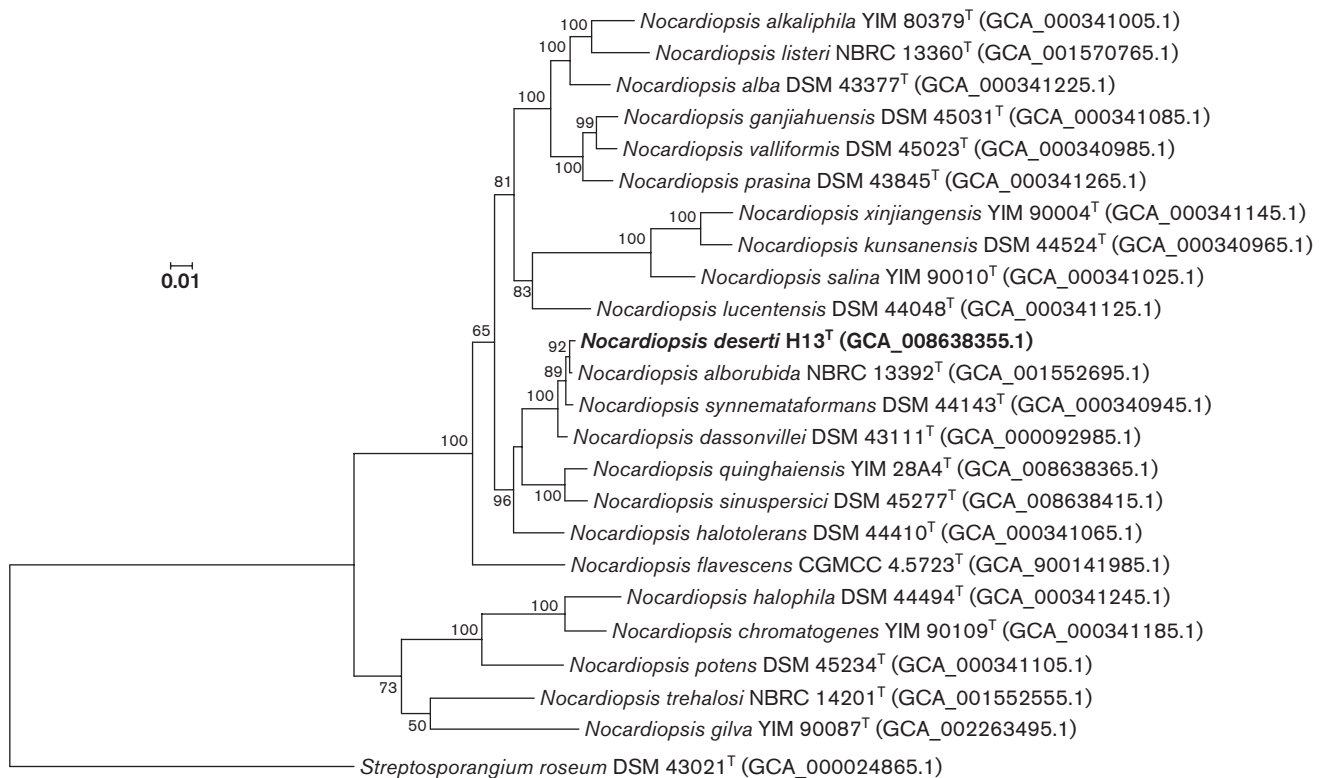 100 Nocardiopsis alkaliphila YIM 80379ᵀ (GCA_000341005.1)
100 Nocardiopsis listeri NBRC 13360ᵀ (GCA_001570765.1)
Nocardiopsis alba DSM 43377ᵀ (GCA_000341225.1)
100
99 Nocardiopsis ganjiahuensis DSM 45031ᵀ (GCA_000341085.1)
Nocardiopsis valliformis DSM 45023ᵀ (GCA_000340985.1)
100
81 Nocardiopsis prasina DSM 43845ᵀ (GCA_000341265.1)
100 Nocardiopsis xinjiangensis YIM 90004ᵀ (GCA_000341145.1)
100 Nocardiopsis kunsanensis DSM 44524ᵀ (GCA_000340965.1)
0.01
Nocardiopsis salina YIM 90010ᵀ (GCA_000341025.1)
83
Nocardiopsis lucentensis DSM 44048ᵀ (GCA_000341125.1)
65
92 Nocardiopsis deserti H13ᵀ (GCA_008638355.1)
89 Nocardiopsis alborubida NBRC 13392ᵀ (GCA_001552695.1)
100 Nocardiopsis synnemataformans DSM 44143ᵀ (GCA_000340945.1)
Nocardiopsis dassonvillei DSM 43111ᵀ (GCA_000092985.1)
100
Nocardiopsis quinghaiensis YIM 28A4ᵀ (GCA_008638365.1)
96 100 Nocardiopsis sinuspersici DSM 45277ᵀ (GCA_008638415.1)
Nocardiopsis halotolerans DSM 44410ᵀ (GCA_000341065.1)
Nocardiopsis flavescens CGMCC 4.5723ᵀ (GCA_900141985.1)
100 Nocardiopsis halophila DSM 44494ᵀ (GCA_000341245.1)
100 Nocardiopsis chromatogenes YIM 90109ᵀ (GCA_000341185.1)
Nocardiopsis potens DSM 45234ᵀ (GCA_000341105.1)
73
Nocardiopsis trehalosi NBRC 14201ᵀ (GCA_001552555.1)
50 Nocardiopsis gilva YIM 90087ᵀ (GCA_002263495.1)
Streptosporangium roseum DSM 43021ᵀ (GCA_000024865.1)